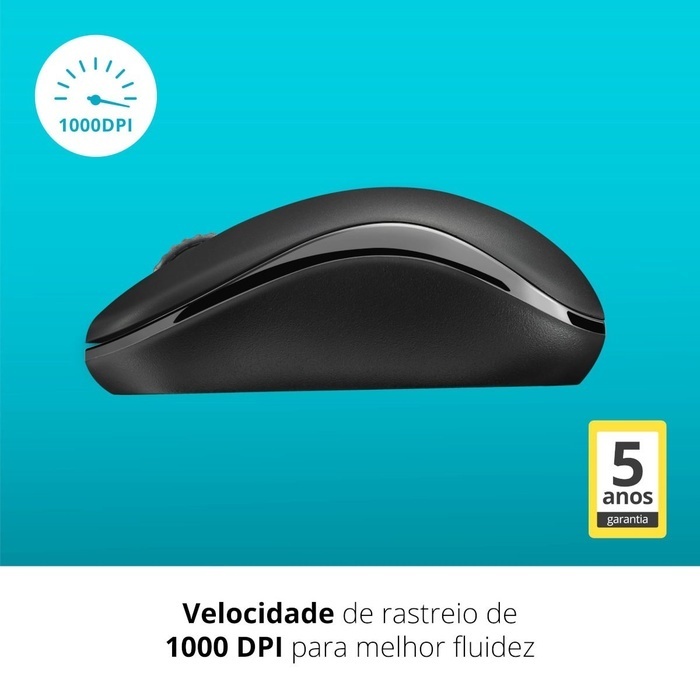 1000DPI
5
anos
garantia
Velocidade de rastreio de
1000 DPI para melhor fluidez